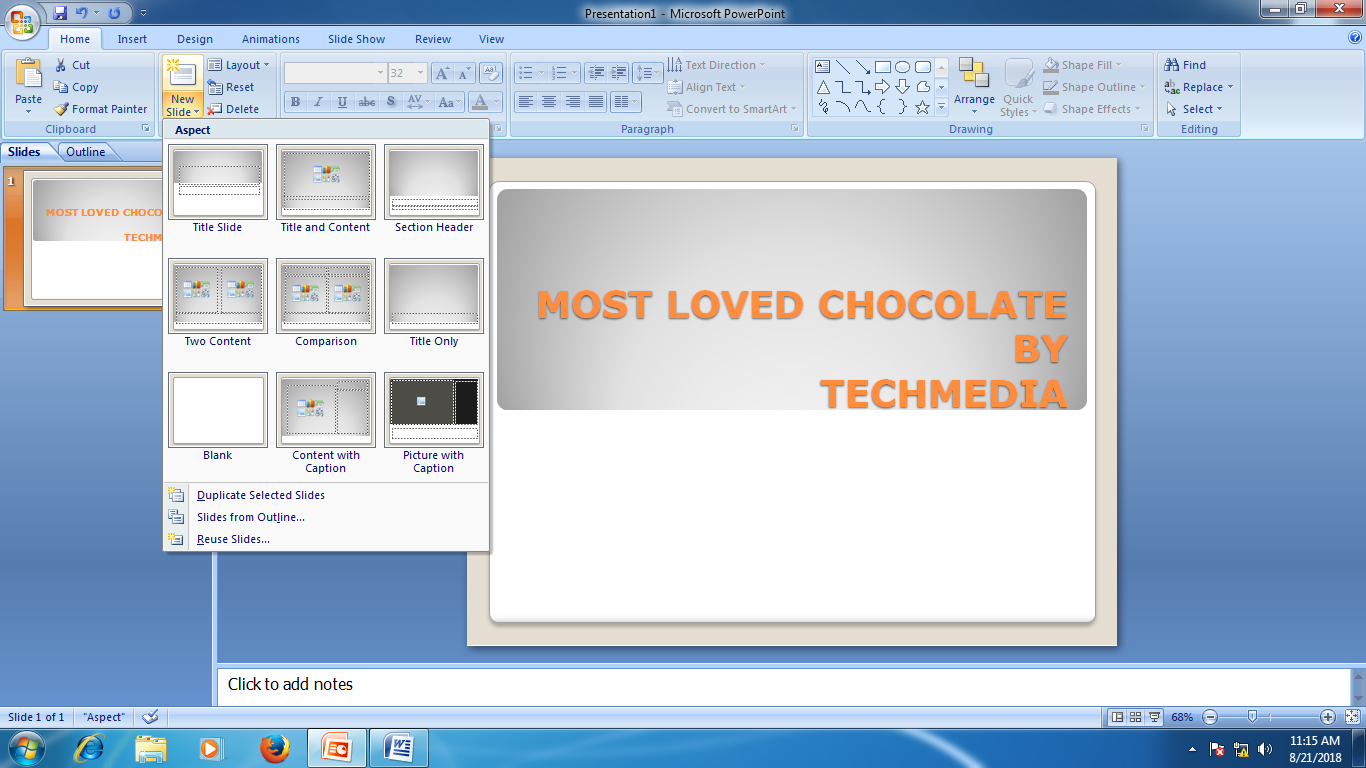 Presentation1 - Microsoft PowerPoint
Home Insert Design Animations Slide Show Review View
Paste
Cut
Copy
Format Painter
Clipboard
New
Slide
Layout
Reset
Delete
32
B I U abc S AV Aa A
Paragraph
Text Direction
Align Text
Convert to SmartArt
Arrange
Quick
Styles
Shape Fill
Shape Outline
Shape Effects
Drawing
Find
Replace
Select
Editing
Slides Outline
1
MOST LOVED CHOCO
TECHM
Aspect
Title Slide Title and Content Section Header
Two Content Comparison Title Only
Blank Content with Caption Picture with Caption
Duplicate Selected Slides
Slides from Outline...
Reuse Slides...
MOST LOVED CHOCOLATE
BY
TECHMEDIA
Click to add notes
Slide 1 of 1 "Aspect" 68%
11:15 AM
8/21/2018